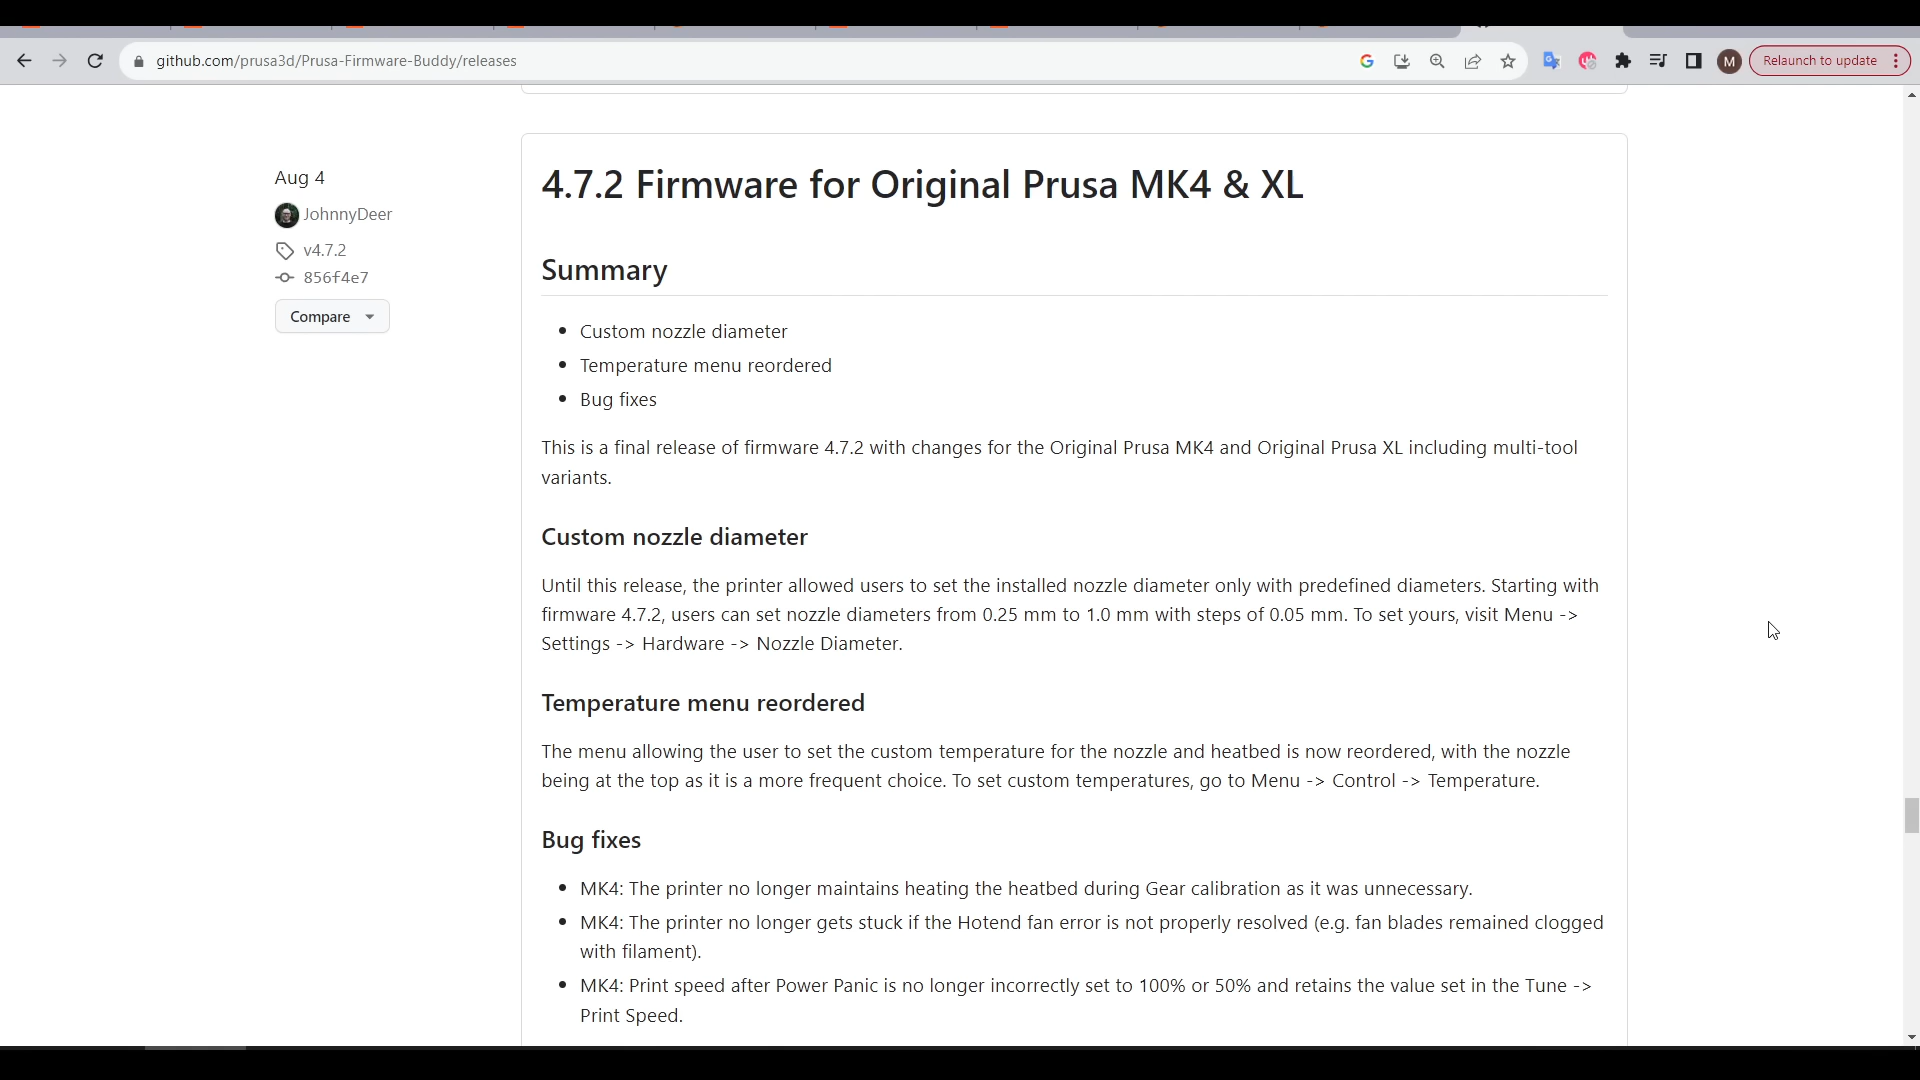 github.com/prusa3d/Prusa-Firmware-Buddy/releases
M
Relaunch to update
Aug 4
JohnnyDeer
v4.7.2
856f4e7
Compare
4.7.2 Firmware for Original Prusa MK4 & XL
Summary
• Custom nozzle diameter
• Temperature menu reordered
• Bug fixes
This is a final release of firmware 4.7.2 with changes for the Original Prusa MK4 and Original Prusa XL including multi-tool
variants.
Custom nozzle diameter
Until this release, the printer allowed users to set the installed nozzle diameter only with predefined diameters. Starting with
firmware 4.7.2, users can set nozzle diameters from 0.25 mm to 1.0 mm with steps of 0.05 mm. To set yours, visit Menu ->
Settings -> Hardware -> Nozzle Diameter.
Temperature menu reordered
The menu allowing the user to set the custom temperature for the nozzle and heatbed is now reordered, with the nozzle
being at the top as it is a more frequent choice. To set custom temperatures, go to Menu -> Control -> Temperature.
Bug fixes
• MK4: The printer no longer maintains heating the heatbed during Gear calibration as it was unnecessary.
• MK4: The printer no longer gets stuck if the Hotend fan error is not properly resolved (e.g. fan blades remained clogged
with filament).
• MK4: Print speed after Power Panic is no longer incorrectly set to 100% or 50% and retains the value set in the Tune ->
Print Speed.